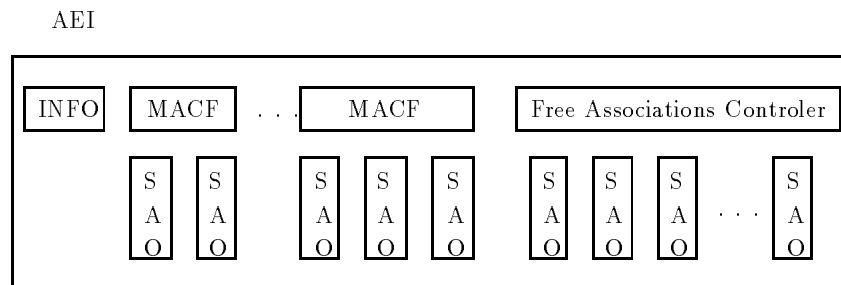 AEI
INFO MACF . . . MACF Free Associations Controler
S S S S S S S S S
A A A A A A A A . . . A
O O O O O O O O O